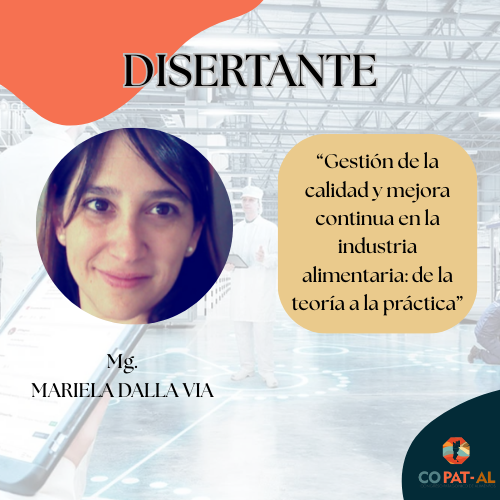 DISERTANTE
“Gestión de la
calidad y mejora
continua en la
industria
alimentaria: de la
teoría a la práctica”
Mg.
MARIELA DALLA VIA
CO PAT-AL